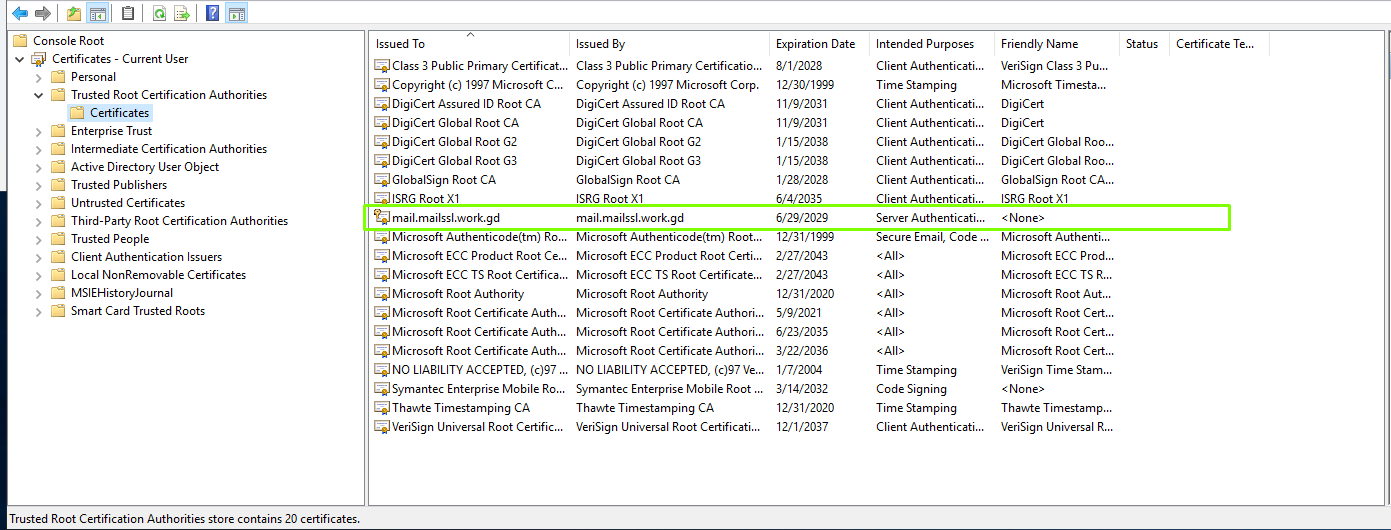 Console Root
Certificates - Current User
Personal
Trusted Root Certification Authorities
Certificates
Enterprise Trust
Intermediate Certification Authorities
Active Directory User Object
Trusted Publishers
Untrusted Certificates
Third-Party Root Certification Authorities
Trusted People
Client Authentication Issuers
Local NonRemovable Certificates
MSIEHistoryJournal
Smart Card Trusted Roots
Issued To Issued By Expiration Date Intended Purposes Friendly Name Status Certificate Te...
Class 3 Public Primary Certificat... Class 3 Public Primary Certificatio... 8/1/2028 Client Authenticati... VeriSign Class 3 Pu...
Copyright (c) 1997 Microsoft C... Copyright (c) 1997 Microsoft Corp. 12/30/1999 Time Stamping Microsoft Timesta...
DigiCert Assured ID Root CA DigiCert Assured ID Root CA 11/9/2031 Client Authenticati... DigiCert
DigiCert Global Root CA DigiCert Global Root CA 11/9/2031 Client Authenticati... DigiCert
DigiCert Global Root G2 DigiCert Global Root G2 1/15/2038 Client Authenticati... DigiCert Global Roo...
DigiCert Global Root G3 DigiCert Global Root G3 1/15/2038 Client Authenticati... DigiCert Global Roo...
GlobalSign Root CA GlobalSign Root CA 1/28/2028 Client Authenticati... GlobalSign Root CA...
ISRG Root X1 ISRG Root X1 6/4/2035 Client Authenticati... ISRG Root X1
mail.mailssl.work.gd mail.mailssl.work.gd 6/29/2029 Server Authenticati... <None>
Microsoft Authenticode(tm) Ro... Microsoft Authenticode(tm) Root... 12/31/1999 Secure Email, Code ... Microsoft Authenti...
Microsoft ECC Product Root Ce... Microsoft ECC Product Root Certi... 2/27/2043 <All> Microsoft ECC Prod...
Microsoft ECC TS Root Certifica... Microsoft ECC TS Root Certificate... 2/27/2043 <All> Microsoft ECC TS R...
Microsoft Root Authority Microsoft Root Authority 12/31/2020 <All> Microsoft Root Aut...
Microsoft Root Certificate Auth... Microsoft Root Certificate Authori... 5/9/2021 <All> Microsoft Root Cert...
Microsoft Root Certificate Auth... Microsoft Root Certificate Authori... 6/23/2035 <All> Microsoft Root Cert...
Microsoft Root Certificate Auth... Microsoft Root Certificate Authori... 3/22/2036 <All> Microsoft Root Cert...
NO LIABILITY ACCEPTED, (c)97 ... NO LIABILITY ACCEPTED, (c)97 Ve... 1/7/2004 Time Stamping VeriSign Time Stam...
Symantec Enterprise Mobile Ro... Symantec Enterprise Mobile Root ... 3/14/2032 Code Signing <None>
Thawte Timestamping CA Thawte Timestamping CA 12/31/2020 Time Stamping Thawte Timestamp...
VeriSign Universal Root Certific... VeriSign Universal Root Certificati... 12/1/2037 Client Authenticati... VeriSign Universal R...
Trusted Root Certification Authorities store contains 20 certificates.